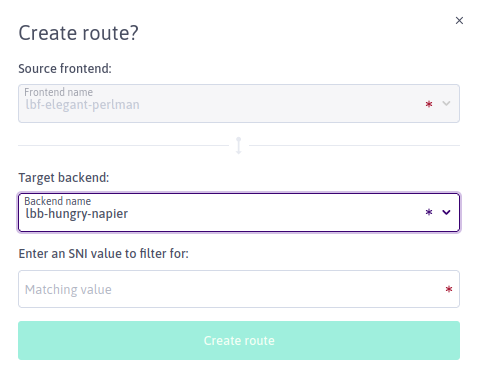 Create route?
Source frontend:
Frontend name
lbf-elegant-perlman
*
Target backend:
Backend name
lbb-hungry-napier
*
Enter an SNI value to filter for:
Matching value
*
Create route